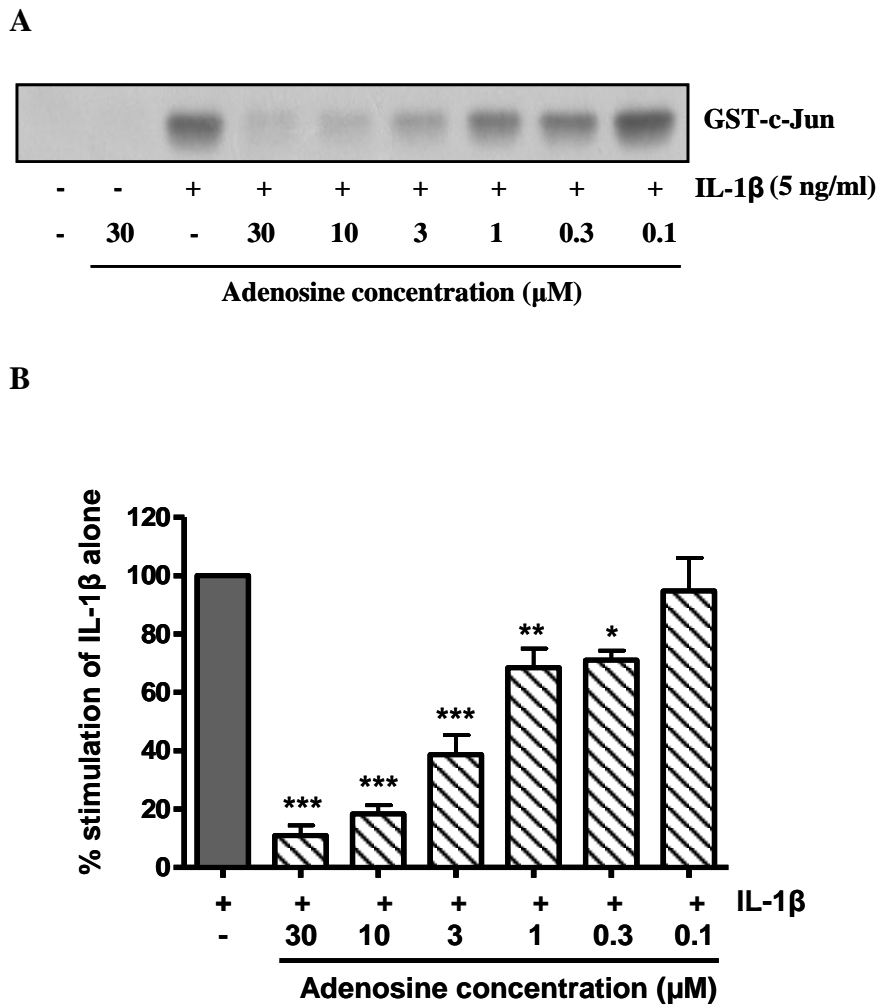 A
GST-c-Jun
- - + + + + + + + IL-1β (5 ng/ml)
- 30 - 30 10 3 1 0.3 0.1
Adenosine concentration (µM)
B
% stimulation of IL-1β alone
120
100
80
60
40
20
0
*** *** *** ** *
+ + + + + + + IL-1β
- 30 10 3 1 0.3 0.1
Adenosine concentration (µM)